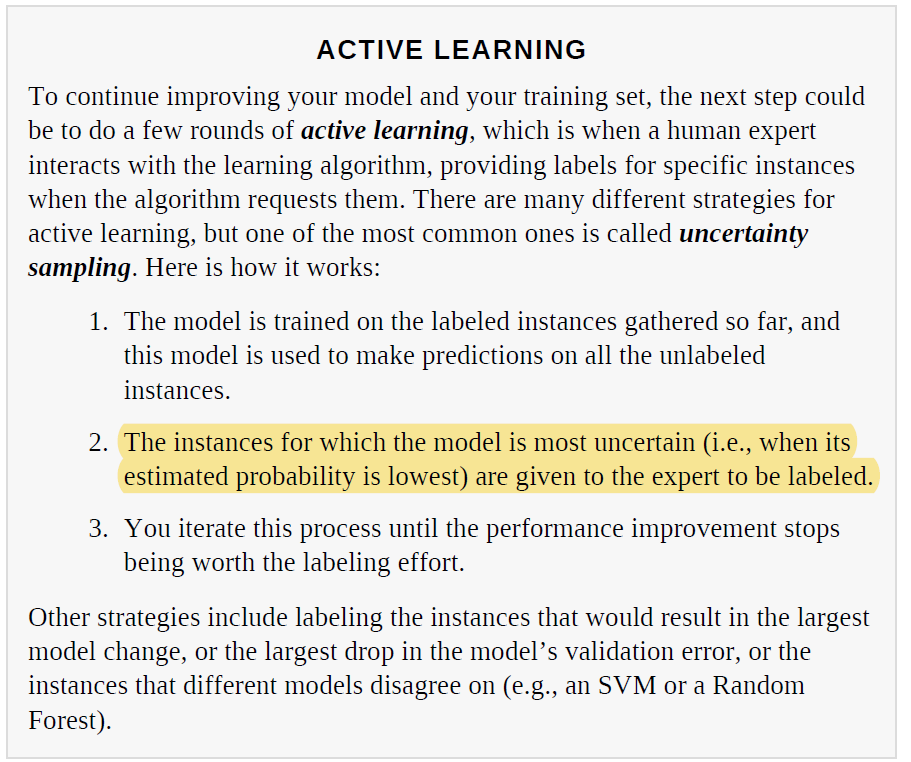 ACTIVE LEARNING
To continue improving your model and your training set, the next step could
be to do a few rounds of active learning, which is when a human expert
interacts with the learning algorithm, providing labels for specific instances
when the algorithm requests them. There are many different strategies for
active learning, but one of the most common ones is called uncertainty
sampling. Here is how it works:
1. The model is trained on the labeled instances gathered so far, and
this model is used to make predictions on all the unlabeled
instances.
2. The instances for which the model is most uncertain (i.e., when its
estimated probability is lowest) are given to the expert to be labeled.
3. You iterate this process until the performance improvement stops
being worth the labeling effort.
Other strategies include labeling the instances that would result in the largest
model change, or the largest drop in the model’s validation error, or the
instances that different models disagree on (e.g., an SVM or a Random
Forest).